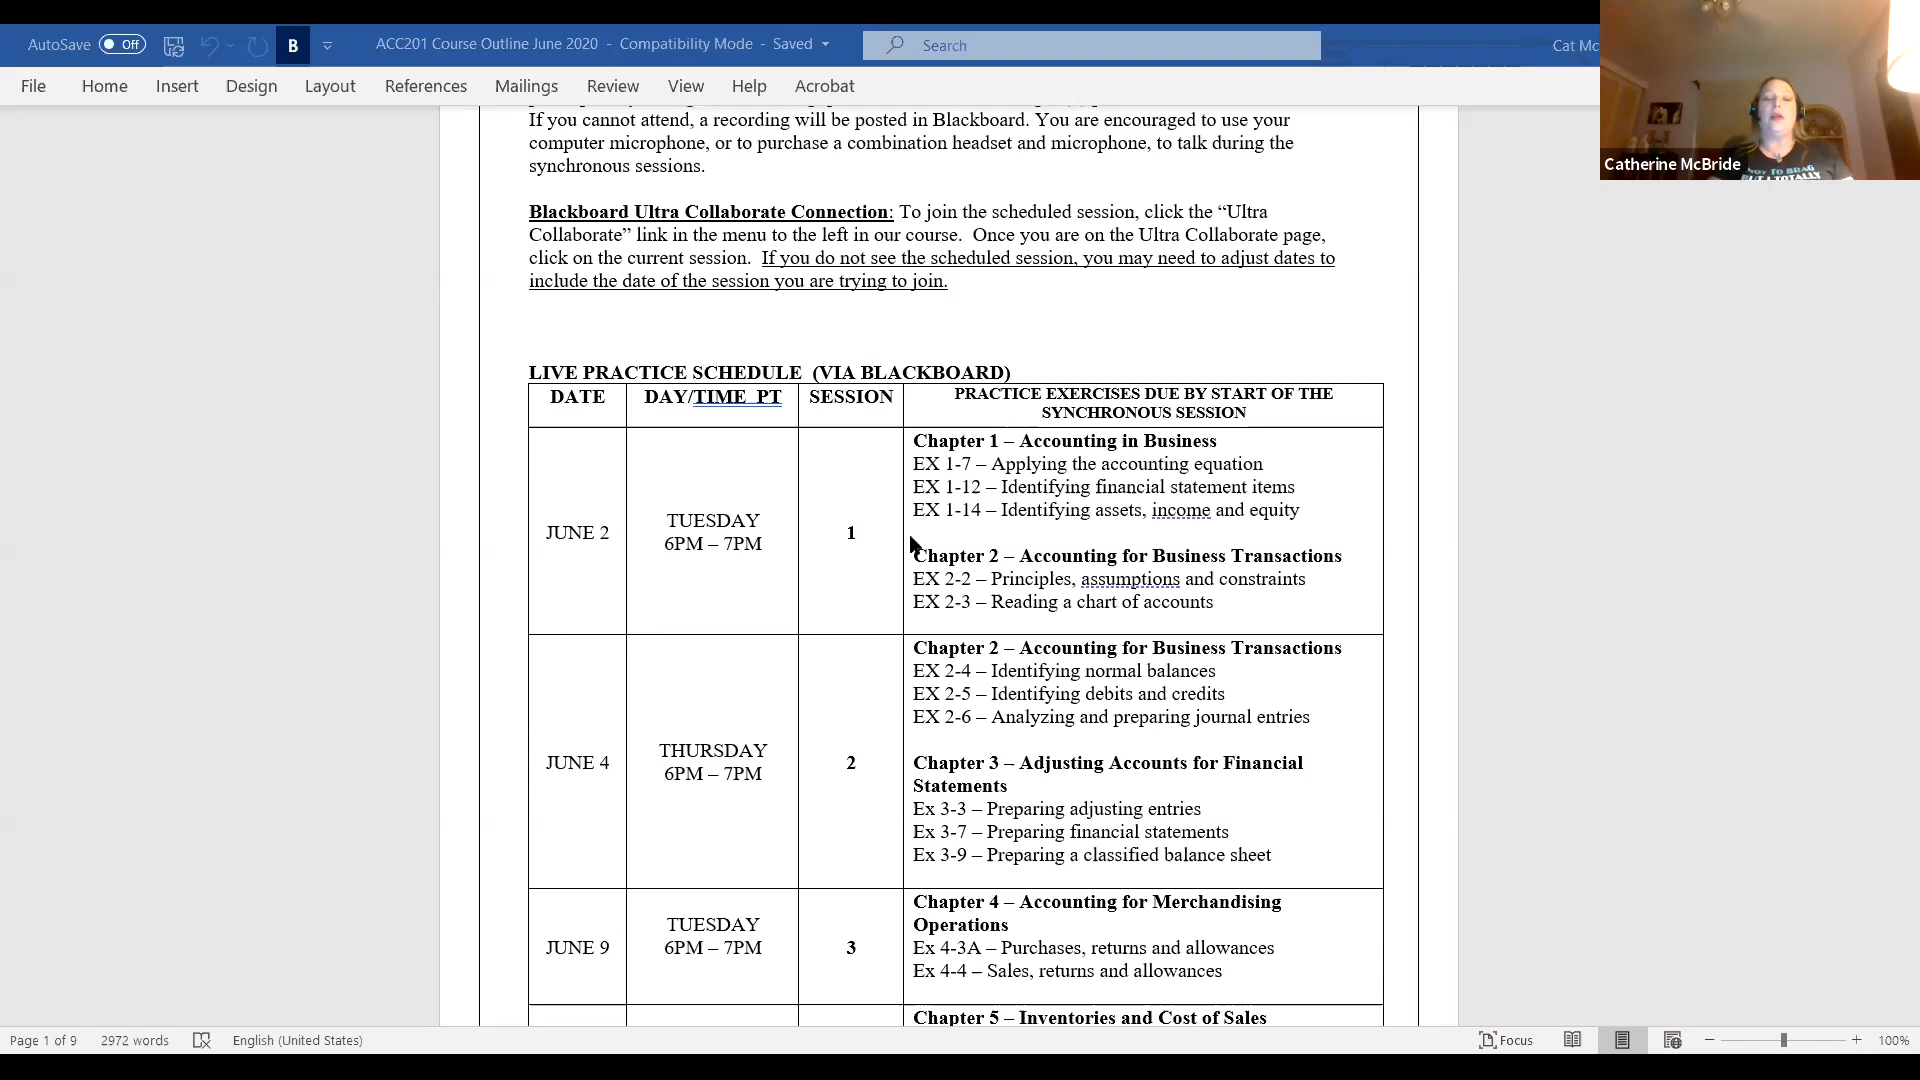 AutoSave Off B ACC201 Course Outline June 2020 - Compatibility Mode - Saved Search Cat Mc
File Home Insert Design Layout References Mailings Review View Help Acrobat
Catherine McBride
NOT TO BRAG
TOTALLY
If you cannot attend, a recording will be posted in Blackboard. You are encouraged to use your
computer microphone, or to purchase a combination headset and microphone, to talk during the
synchronous sessions.
Blackboard Ultra Collaborate Connection: To join the scheduled session, click the “Ultra
Collaborate” link in the menu to the left in our course. Once you are on the Ultra Collaborate page,
click on the current session. If you do not see the scheduled session, you may need to adjust dates to
include the date of the session you are trying to join.
LIVE PRACTICE SCHEDULE (VIA BLACKBOARD)
DATE DAY/TIME PT SESSION PRACTICE EXERCISES DUE BY START OF THE
SYNCHRONOUS SESSION
JUNE 2
TUESDAY
6PM – 7PM
1
Chapter 1 – Accounting in Business
EX 1-7 – Applying the accounting equation
EX 1-12 – Identifying financial statement items
EX 1-14 – Identifying assets, income and equity
Chapter 2 – Accounting for Business Transactions
EX 2-2 – Principles, assumptions and constraints
EX 2-3 – Reading a chart of accounts
JUNE 4
THURSDAY
6PM – 7PM
2
Chapter 2 – Accounting for Business Transactions
EX 2-4 – Identifying normal balances
EX 2-5 – Identifying debits and credits
EX 2-6 – Analyzing and preparing journal entries
Chapter 3 – Adjusting Accounts for Financial
Statements
Ex 3-3 – Preparing adjusting entries
Ex 3-7 – Preparing financial statements
Ex 3-9 – Preparing a classified balance sheet
JUNE 9
TUESDAY
6PM – 7PM
3
Chapter 4 – Accounting for Merchandising
Operations
Ex 4-3A – Purchases, returns and allowances
Ex 4-4 – Sales, returns and allowances
Chapter 5 – Inventories and Cost of Sales
Page 1 of 9 2972 words English (United States) Focus 100%